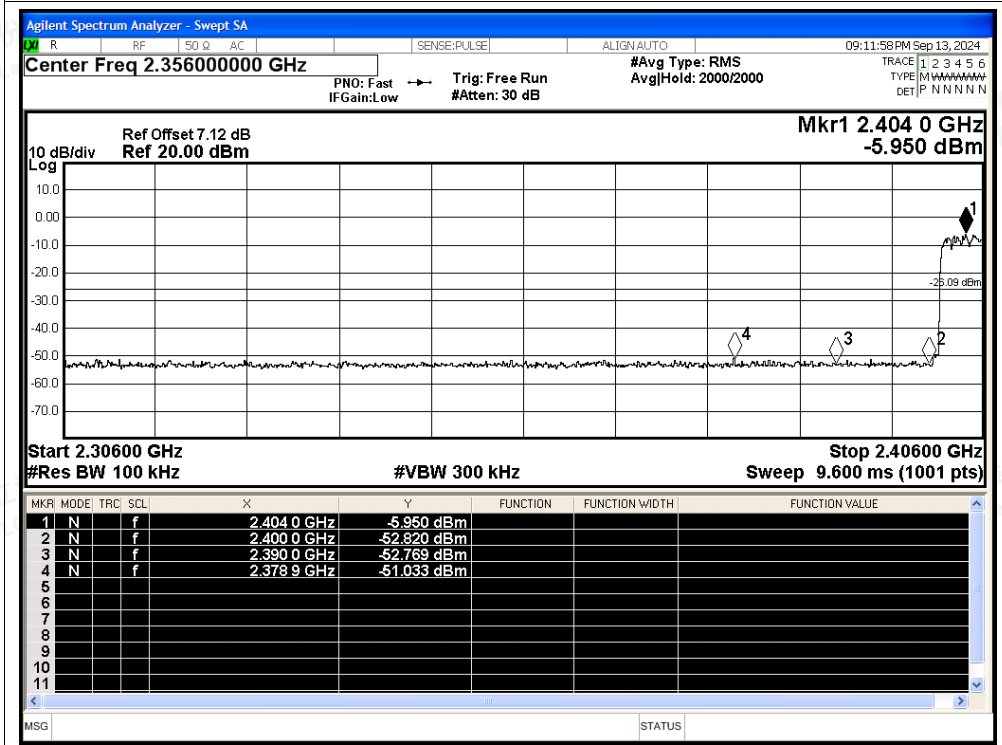 Agilent Spectrum Analyzer - Swept SA
LXI R RF 50 Ω AC SENSE:PULSE ALIGN AUTO 09:11:58 PM Sep 13, 2024
Center Freq 2.356000000 GHz
PNO: Fast Trig: Free Run #Avg Type: RMS TRACE 1 2 3 4 5 6
IFGain:Low #Atten: 30 dB Avg|Hold: 2000/2000 TYPE M
DET P N N N N N
Mkr1 2.404 0 GHz
-5.950 dBm
Ref Offset 7.12 dB
10 dB/div Ref 20.00 dBm
Log
10.0
0.00
-10.0
-20.0
-30.0
-40.0
-50.0
-60.0
-70.0
1
-26.09 dBm
4 3 2
Start 2.30600 GHz Stop 2.40600 GHz
#Res BW 100 kHz #VBW 300 kHz Sweep 9.600 ms (1001 pts)
MKR MODE TRC SCL X Y FUNCTION FUNCTION WIDTH FUNCTION VALUE
1 N f 2.404 0 GHz -5.950 dBm
2 N f 2.400 0 GHz -52.820 dBm
3 N f 2.390 0 GHz -52.769 dBm
4 N f 2.378 9 GHz -51.033 dBm
5
6
7
8
9
10
11
MSG STATUS